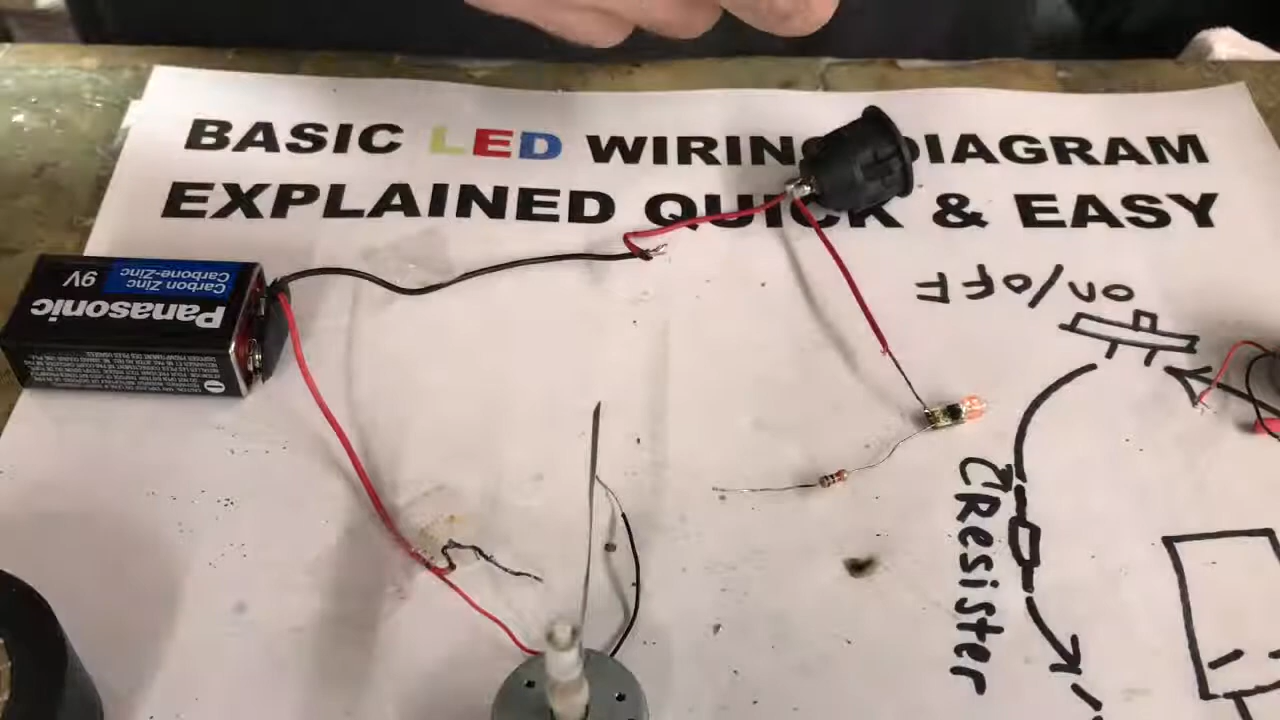 BASIC LED WIRING DIAGRAM
EXPLAINED QUICK & EASY
Panasonic
Carbon Zinc
Carbone-Zinc
9V
ON/OFF
Resister